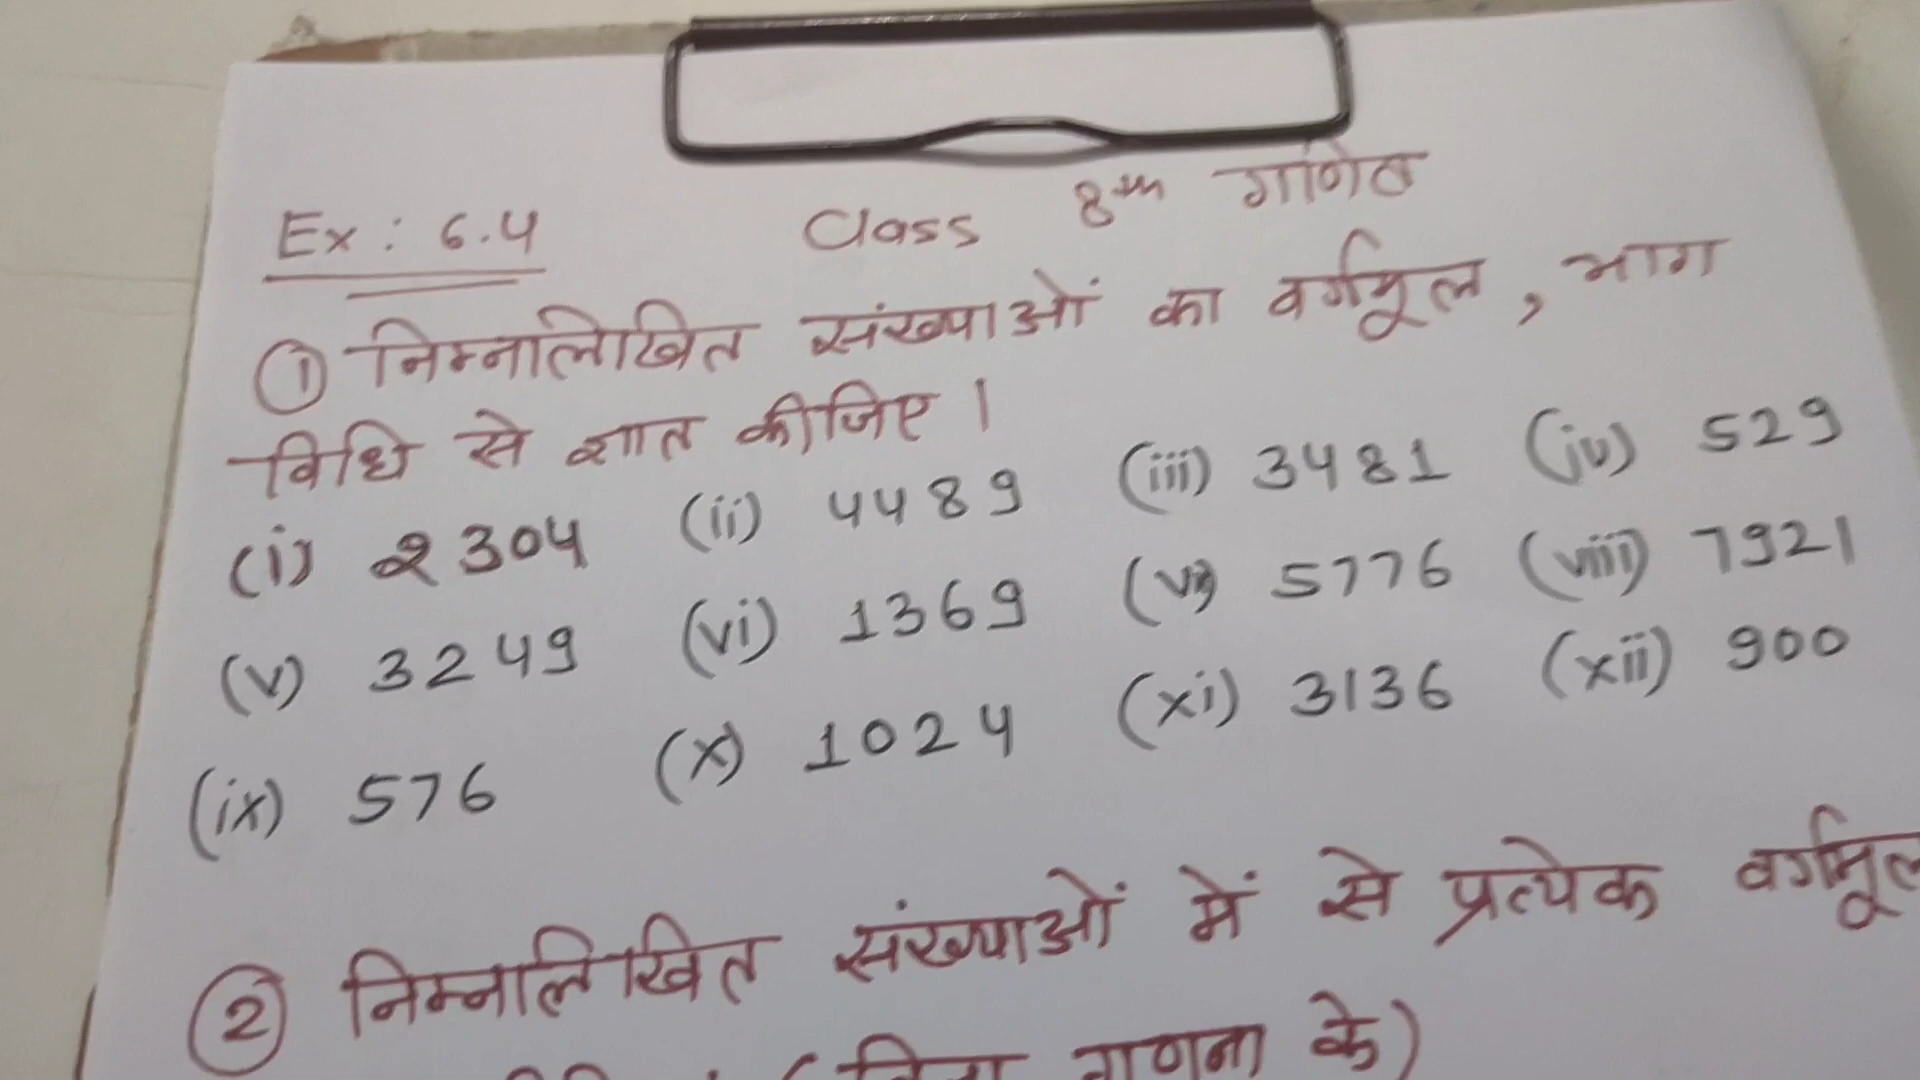 Ex : 6.4 Class 8th गणित
① निम्नलिखित संख्याओं का वर्गमूल, भाग
विधि से ज्ञात कीजिए।
(i) 2304 (ii) 4489 (iii) 3481 (iv) 529
(v) 3249 (vi) 1369 (vii) 5776 (viii) 7921
(ix) 576 (x) 1024 (xi) 3136 (xii) 900
② निम्नलिखित संख्याओं में से प्रत्येक वर्गमूल
गणना के)